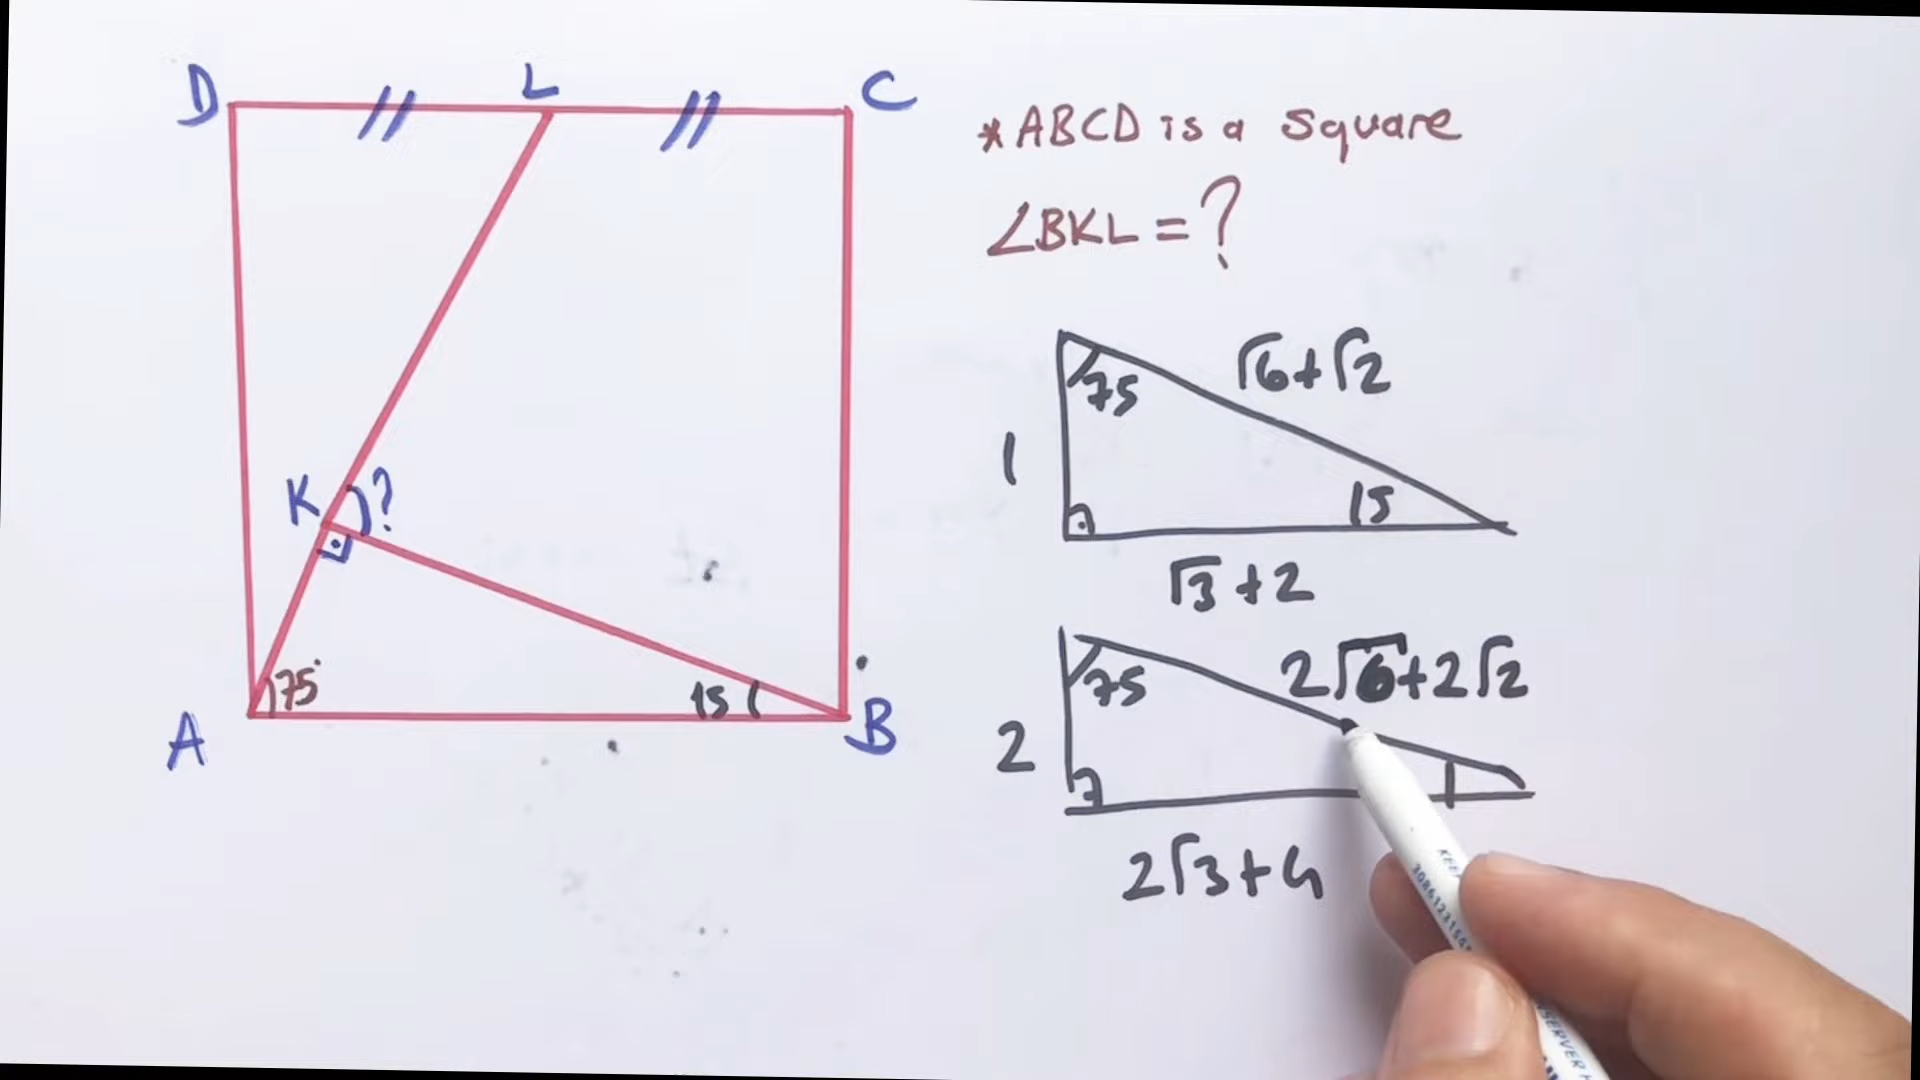 D
L
C
* ABCD is a square
∠BKL = ?
K
?
75°
15
A
B
75
√6+√2
1
15
√3+2
75
2√6+2√2
2
2√3+4